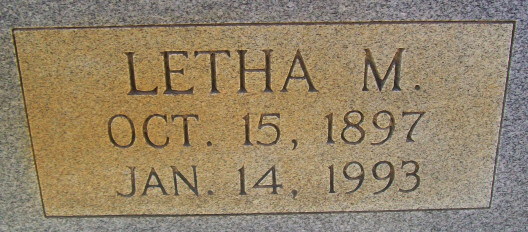 LETHA M.
OCT. 15, 1897
JAN. 14, 1993